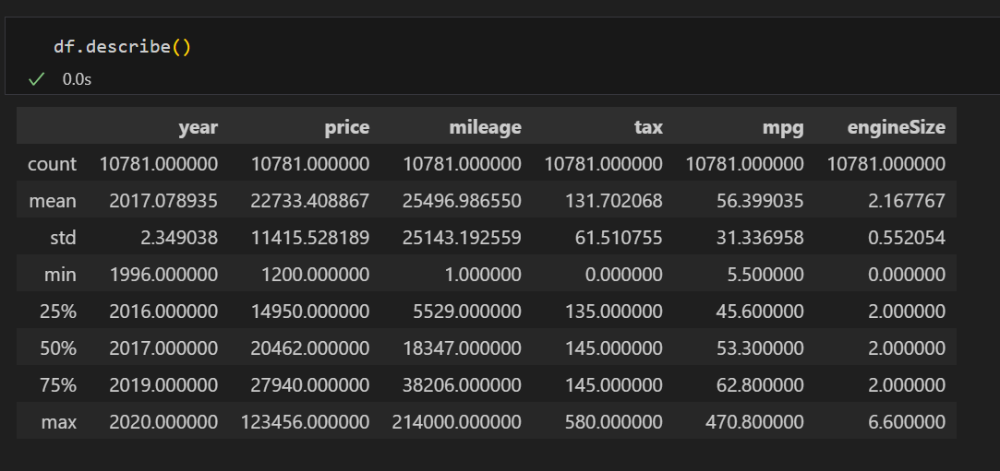 df.describe()
0.0s
year price mileage tax mpg engineSize
count 10781.000000 10781.000000 10781.000000 10781.000000 10781.000000 10781.000000
mean 2017.078935 22733.408867 25496.986550 131.702068 56.399035 2.167767
std 2.349038 11415.528189 25143.192559 61.510755 31.336958 0.552054
min 1996.000000 1200.000000 1.000000 0.000000 5.500000 0.000000
25% 2016.000000 14950.000000 5529.000000 135.000000 45.600000 2.000000
50% 2017.000000 20462.000000 18347.000000 145.000000 53.300000 2.000000
75% 2019.000000 27940.000000 38206.000000 145.000000 62.800000 2.000000
max 2020.000000 123456.000000 214000.000000 580.000000 470.800000 6.600000